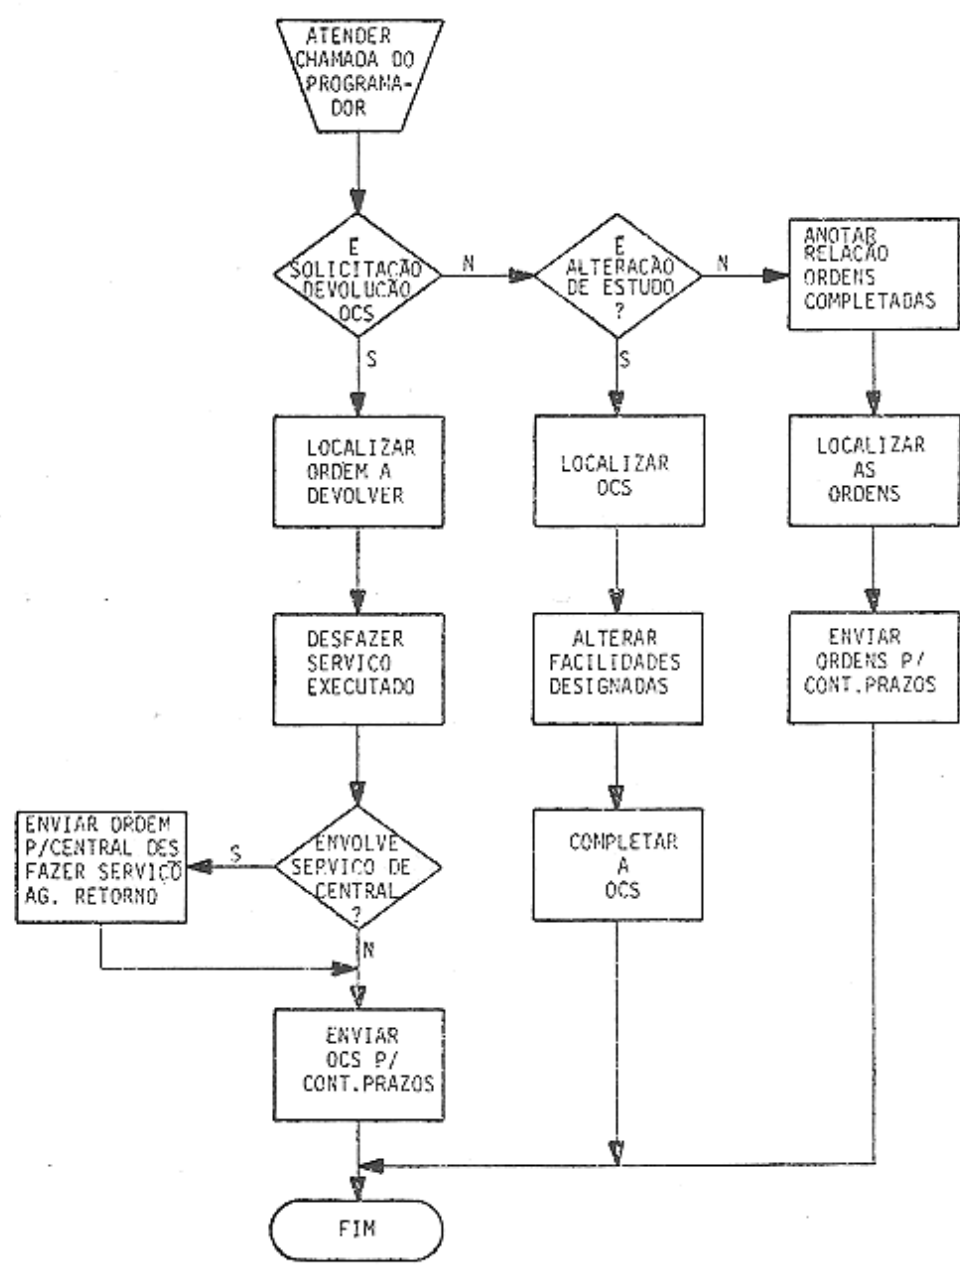 ATENDER
CHAMADA DO
PROGRAMA-
DOR
E
SOLICITAÇÃO
DEVOLUÇÃO
OCS
N
E
ALTERAÇÃO
DE ESTUDO
?
N
ANOTAR
RELAÇÃO
ORDENS
COMPLETADAS
S
S
LOCALIZAR
ORDEM A
DEVOLVER
LOCALIZAR
OCS
LOCALIZAR
AS
ORDENS
DESFAZER
SERVICO
EXECUTADO
ALTERAR
FACILIDADES
DESIGNADAS
ENVIAR
ORDENS P/
CONT.PRAZOS
ENVIAR ORDEM
P/CENTRAL DES
FAZER SERVIÇO
AG. RETORNO
S
ENVOLVE
SERVICO DE
CENTRAL
?
N
COMPLETAR
A
OCS
ENVIAR
OCS P/
CONT.PRAZOS
FIM